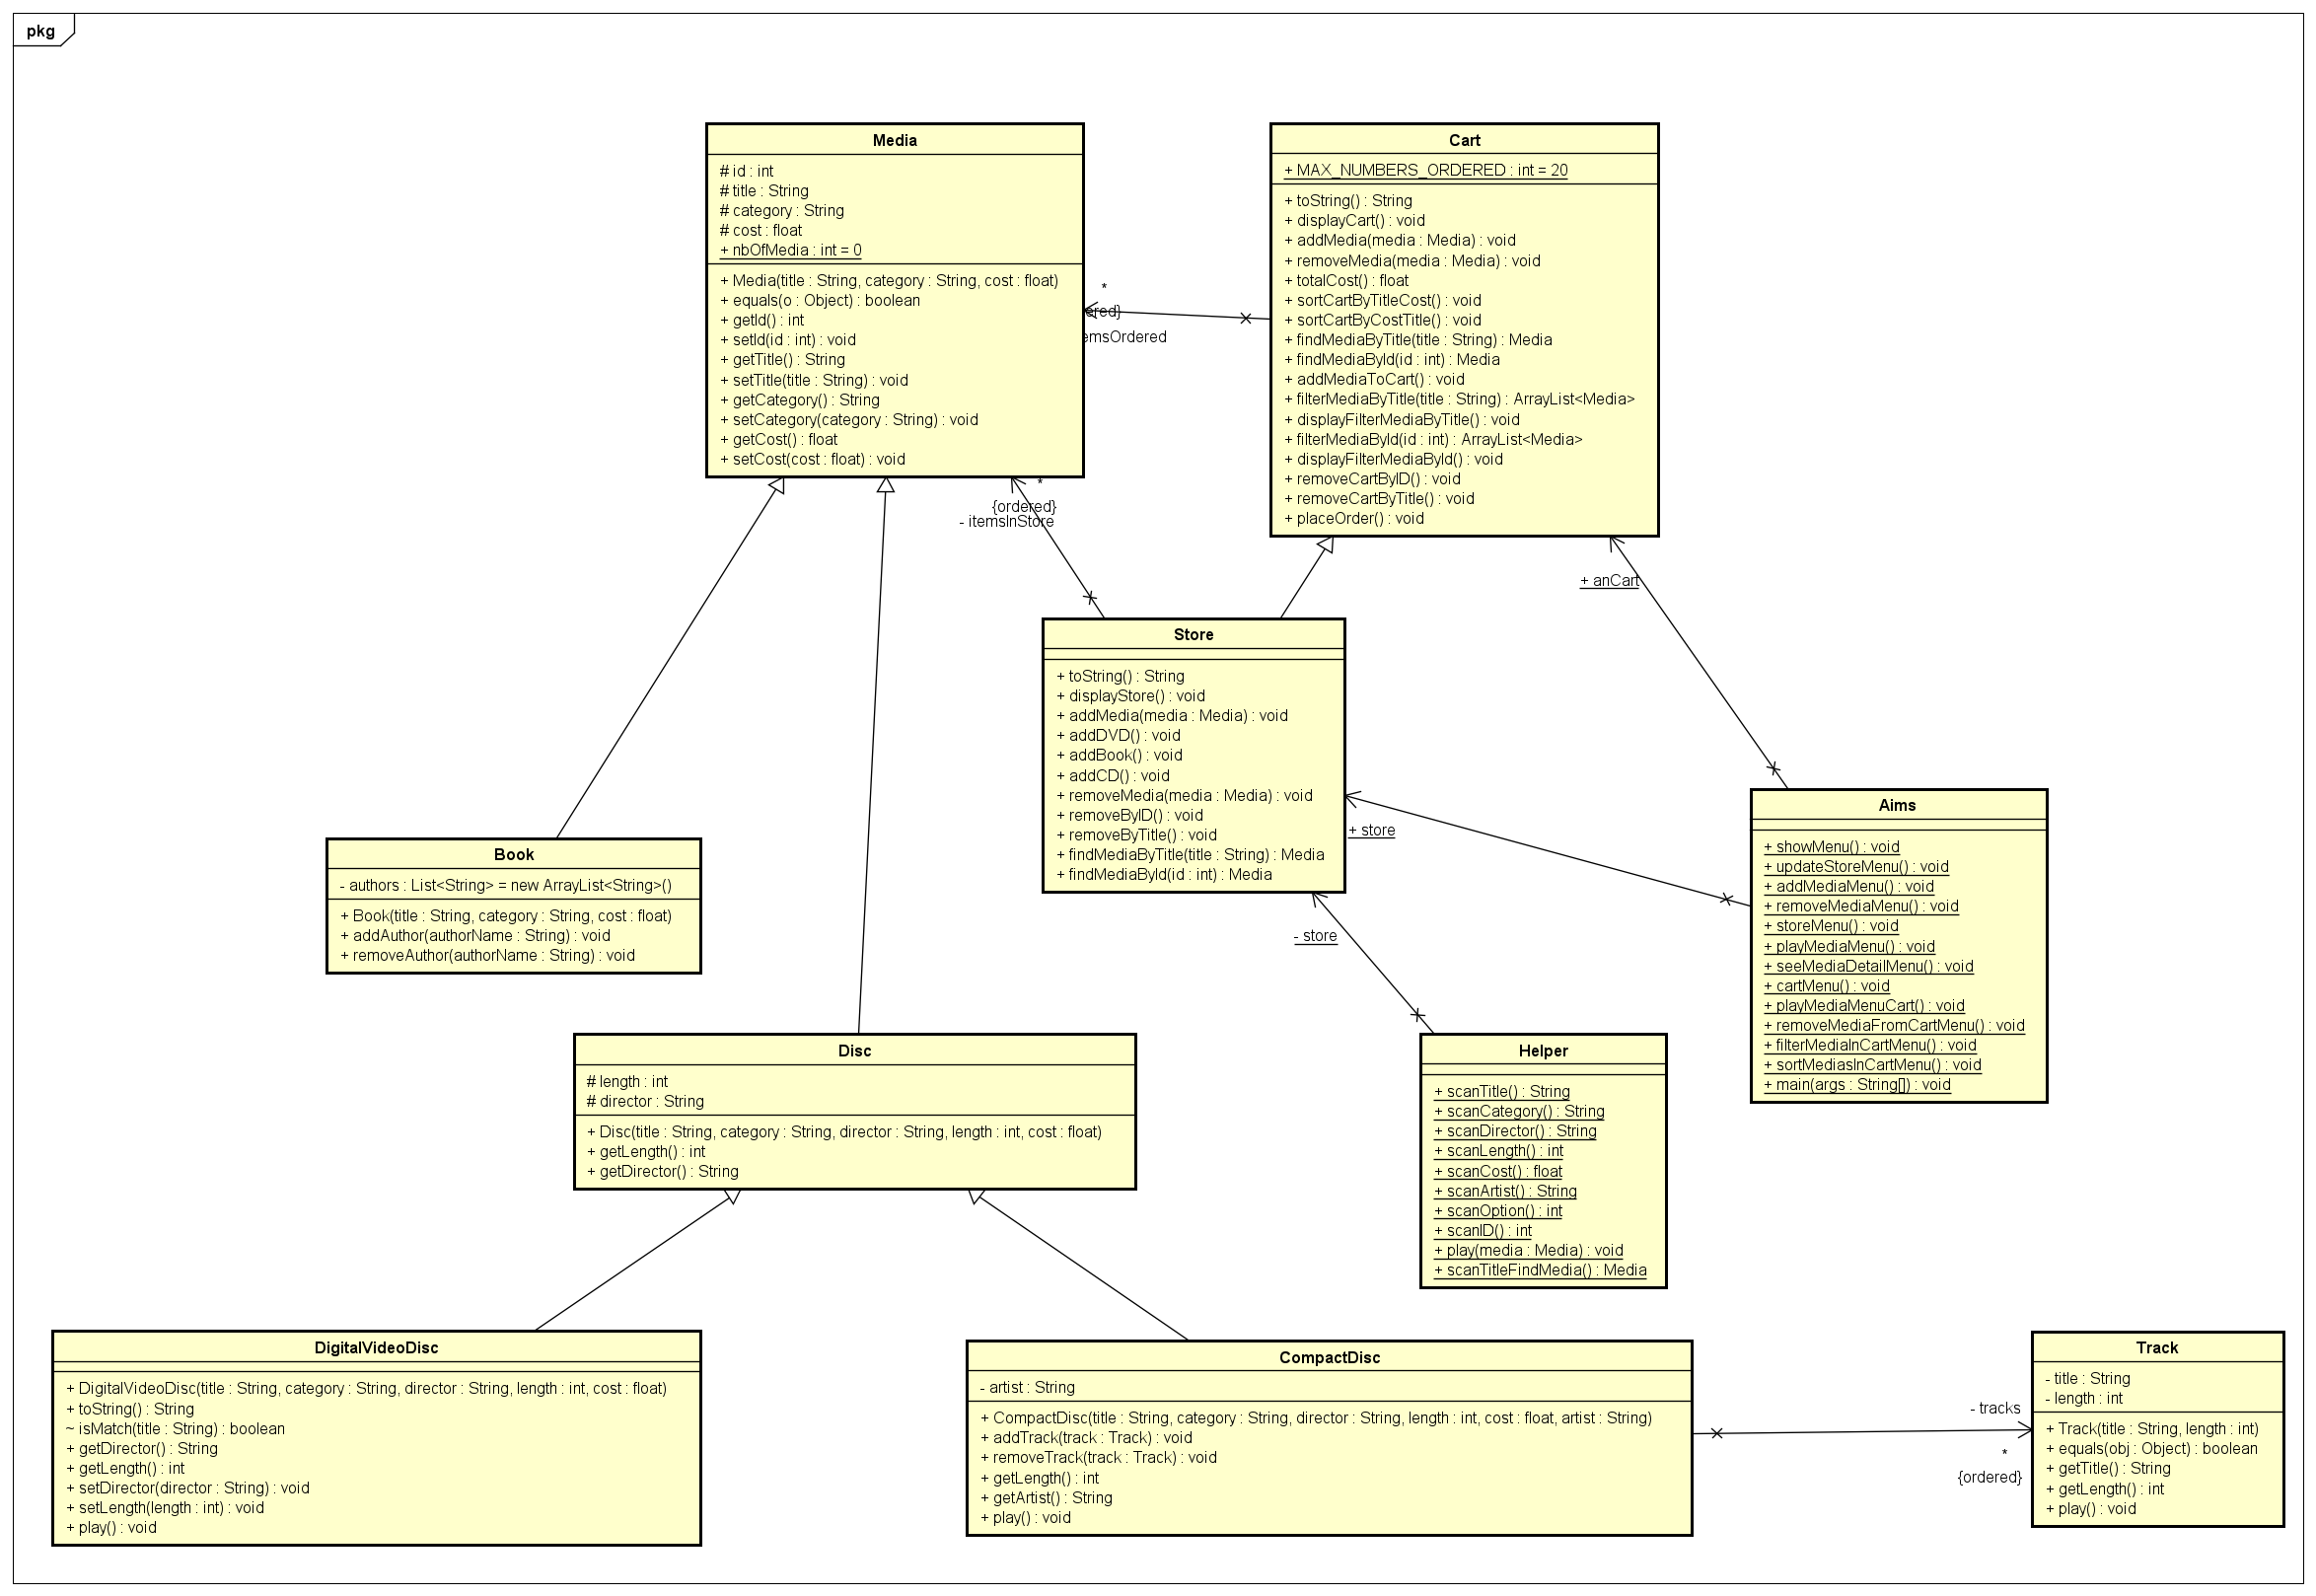 pkg
Media
# id : int
# title : String
# category : String
# cost : float
+ nbOfMedia : int = 0
+ Media(title : String, category : String, cost : float)
+ equals(o : Object) : boolean
+ getId() : int
+ setId(id : int) : void
+ getTitle() : String
+ setTitle(title : String) : void
+ getCategory() : String
+ setCategory(category : String) : void
+ getCost() : float
+ setCost(cost : float) : void
*
ered}
emsOrdered
Cart
+ MAX_NUMBERS_ORDERED : int = 20
+ toString() : String
+ displayCart() : void
+ addMedia(media : Media) : void
+ removeMedia(media : Media) : void
+ totalCost() : float
+ sortCartByTitleCost() : void
+ sortCartByCostTitle() : void
+ findMediaByTitle(title : String) : Media
+ findMediaById(id : int) : Media
+ addMediaToCart() : void
+ filterMediaByTitle(title : String) : ArrayList<Media>
+ displayFilterMediaByTitle() : void
+ filterMediaById(id : int) : ArrayList<Media>
+ displayFilterMediaById() : void
+ removeCartByID() : void
+ removeCartByTitle() : void
+ placeOrder() : void
*
{ordered}
- itemsInStore
+ anCart
Store
+ toString() : String
+ displayStore() : void
+ addMedia(media : Media) : void
+ addDVD() : void
+ addBook() : void
+ addCD() : void
+ removeMedia(media : Media) : void
+ removeByID() : void
+ removeByTitle() : void
+ findMediaByTitle(title : String) : Media
+ findMediaById(id : int) : Media
+ store
- store
Aims
+ showMenu() : void
+ updateStoreMenu() : void
+ addMediaMenu() : void
+ removeMediaMenu() : void
+ storeMenu() : void
+ playMediaMenu() : void
+ seeMediaDetailMenu() : void
+ cartMenu() : void
+ playMediaMenuCart() : void
+ removeMediaFromCartMenu() : void
+ filterMediaInCartMenu() : void
+ sortMediasInCartMenu() : void
+ main(args : String[]) : void
Book
- authors : List<String> = new ArrayList<String>()
+ Book(title : String, category : String, cost : float)
+ addAuthor(authorName : String) : void
+ removeAuthor(authorName : String) : void
Disc
# length : int
# director : String
+ Disc(title : String, category : String, director : String, length : int, cost : float)
+ getLength() : int
+ getDirector() : String
Helper
+ scanTitle() : String
+ scanCategory() : String
+ scanDirector() : String
+ scanLength() : int
+ scanCost() : float
+ scanArtist() : String
+ scanOption() : int
+ scanID() : int
+ play(media : Media) : void
+ scanTitleFindMedia() : Media
DigitalVideoDisc
+ DigitalVideoDisc(title : String, category : String, director : String, length : int, cost : float)
+ toString() : String
~ isMatch(title : String) : boolean
+ getDirector() : String
+ getLength() : int
+ setDirector(director : String) : void
+ setLength(length : int) : void
+ play() : void
CompactDisc
- artist : String
+ CompactDisc(title : String, category : String, director : String, length : int, cost : float, artist : String)
+ addTrack(track : Track) : void
+ removeTrack(track : Track) : void
+ getLength() : int
+ getArtist() : String
+ play() : void
- tracks
*
{ordered}
Track
- title : String
- length : int
+ Track(title : String, length : int)
+ equals(obj : Object) : boolean
+ getTitle() : String
+ getLength() : int
+ play() : void